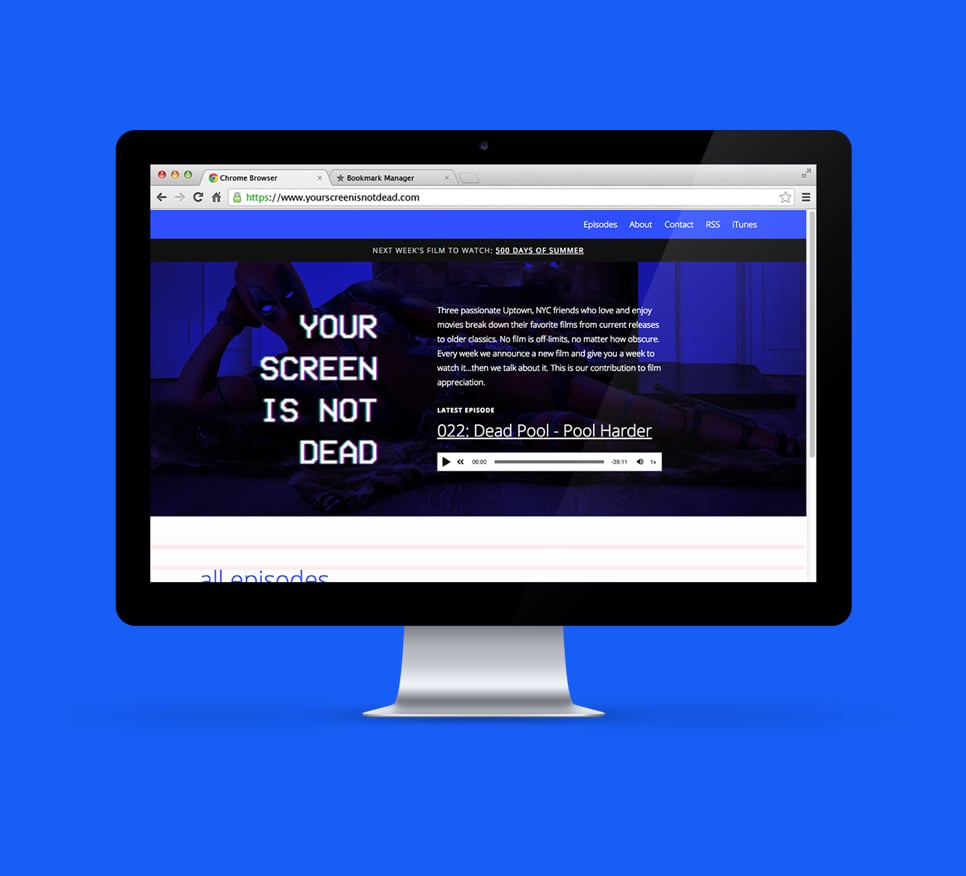 Chrome Browser
Bookmark Manager
https://www.yourscreenisnotdead.com
Episodes About Contact RSS iTunes
NEXT WEEK'S FILM TO WATCH: 500 DAYS OF SUMMER
YOUR
SCREEN
IS NOT
DEAD
Three passionate Uptown, NYC friends who love and enjoy
movies break down their favorite films from current releases
to older classics. No film is off-limits, no matter how obscure.
Every week we announce a new film and give you a week to
watch it...then we talk about it. This is our contribution to film
appreciation.
LATEST EPISODE
022: Dead Pool - Pool Harder
00:00 -39:11 1x
all episodes